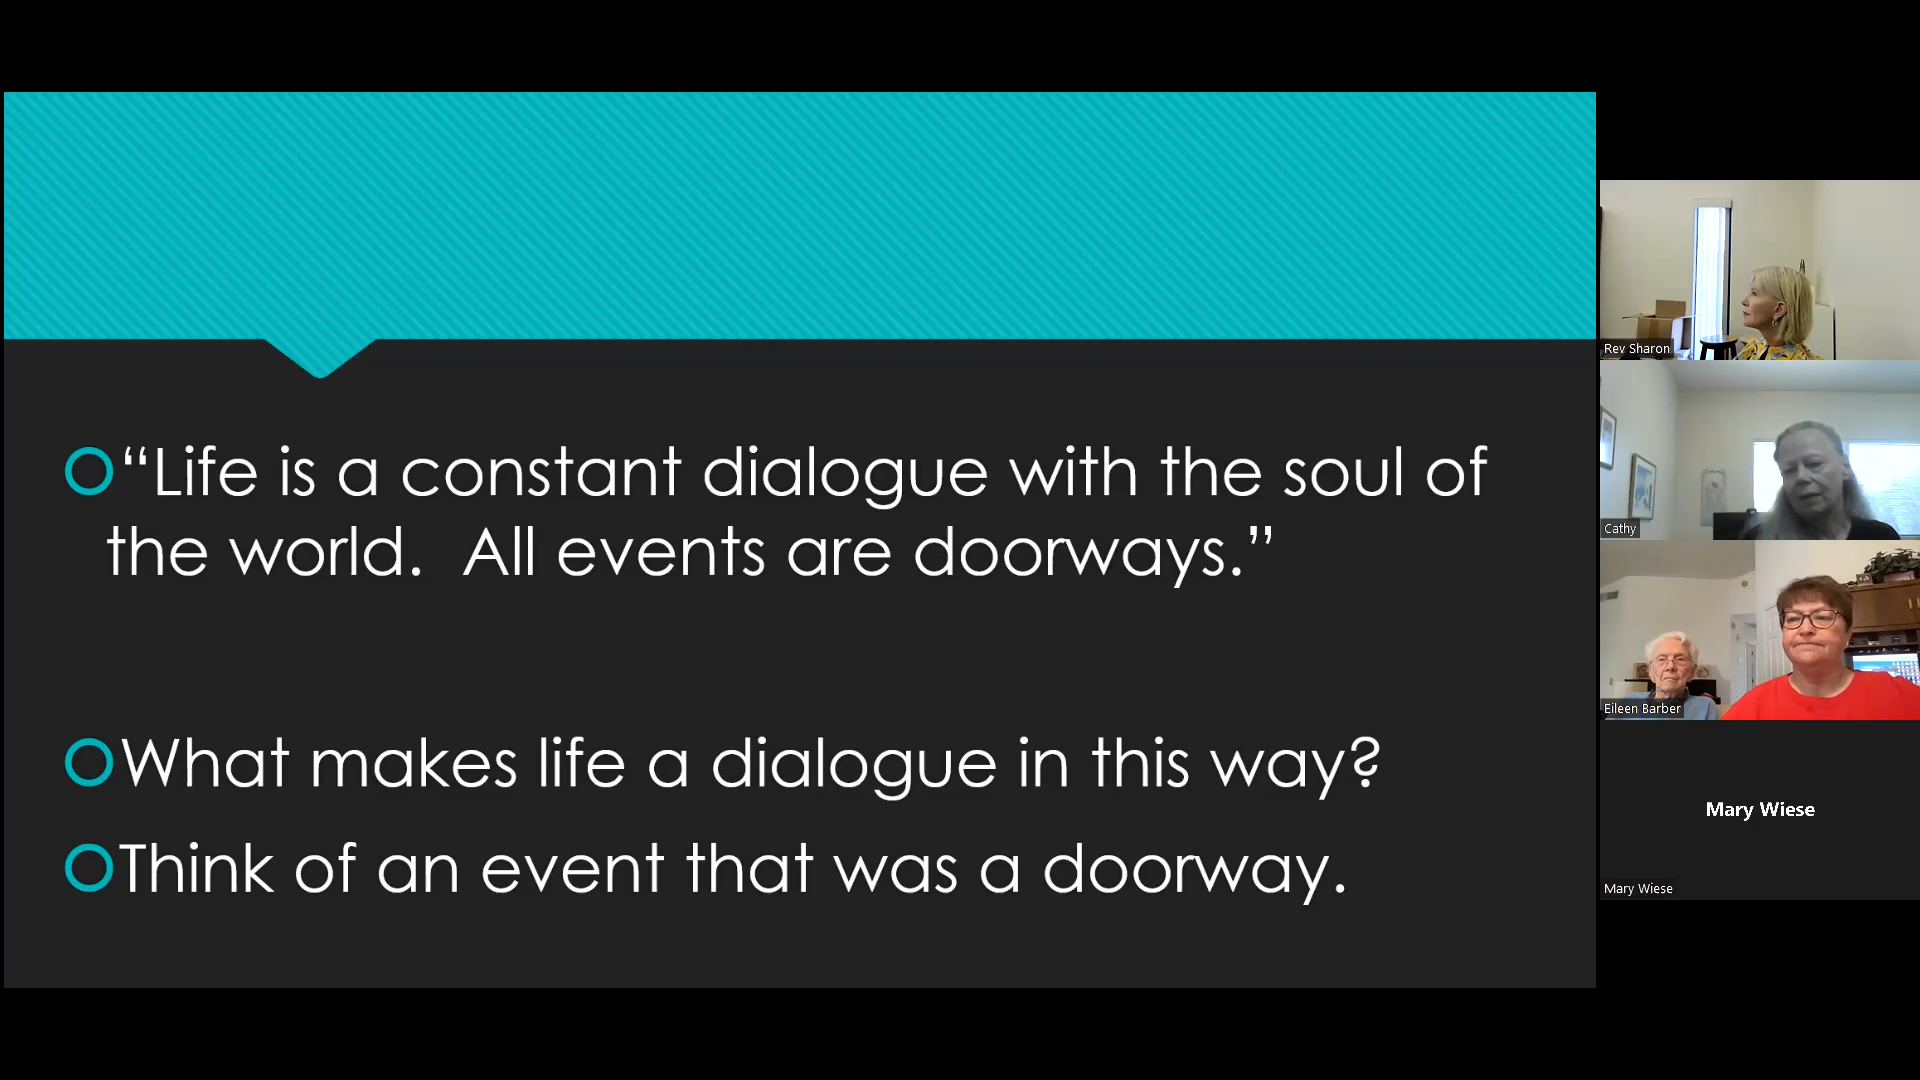 “Life is a constant dialogue with the soul of
the world.  All events are doorways.”
What makes life a dialogue in this way?
Think of an event that was a doorway.
Rev Sharon
Cathy
Eileen Barber
Mary Wiese
Mary Wiese